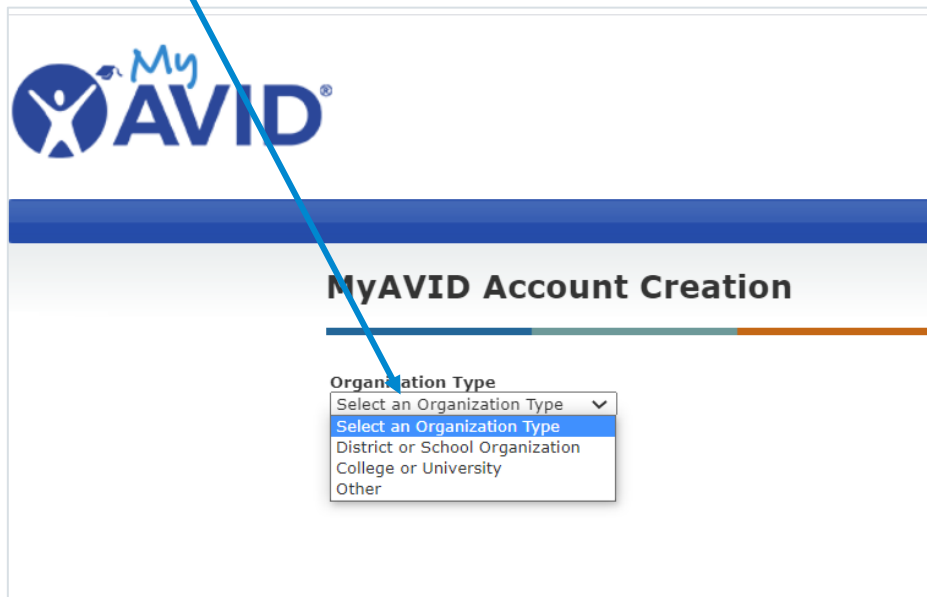 My
AVID®
MyAVID Account Creation
Organization Type
Select an Organization Type
Select an Organization Type
District or School Organization
College or University
Other